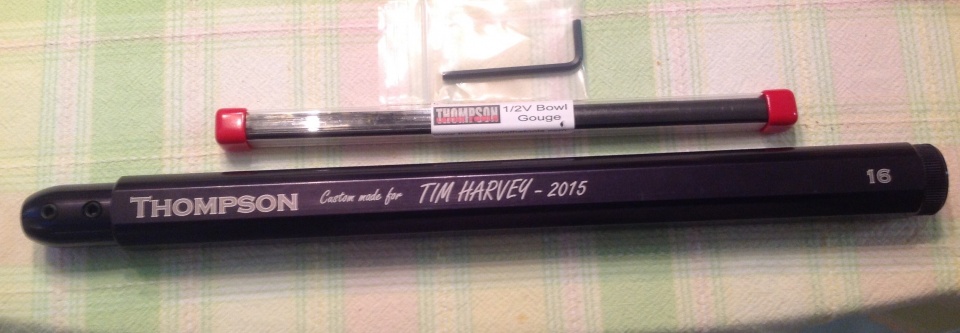 THOMPSON 1/2V Bowl
Gouge
THOMPSON Custom made for TIM HARVEY - 2015 16